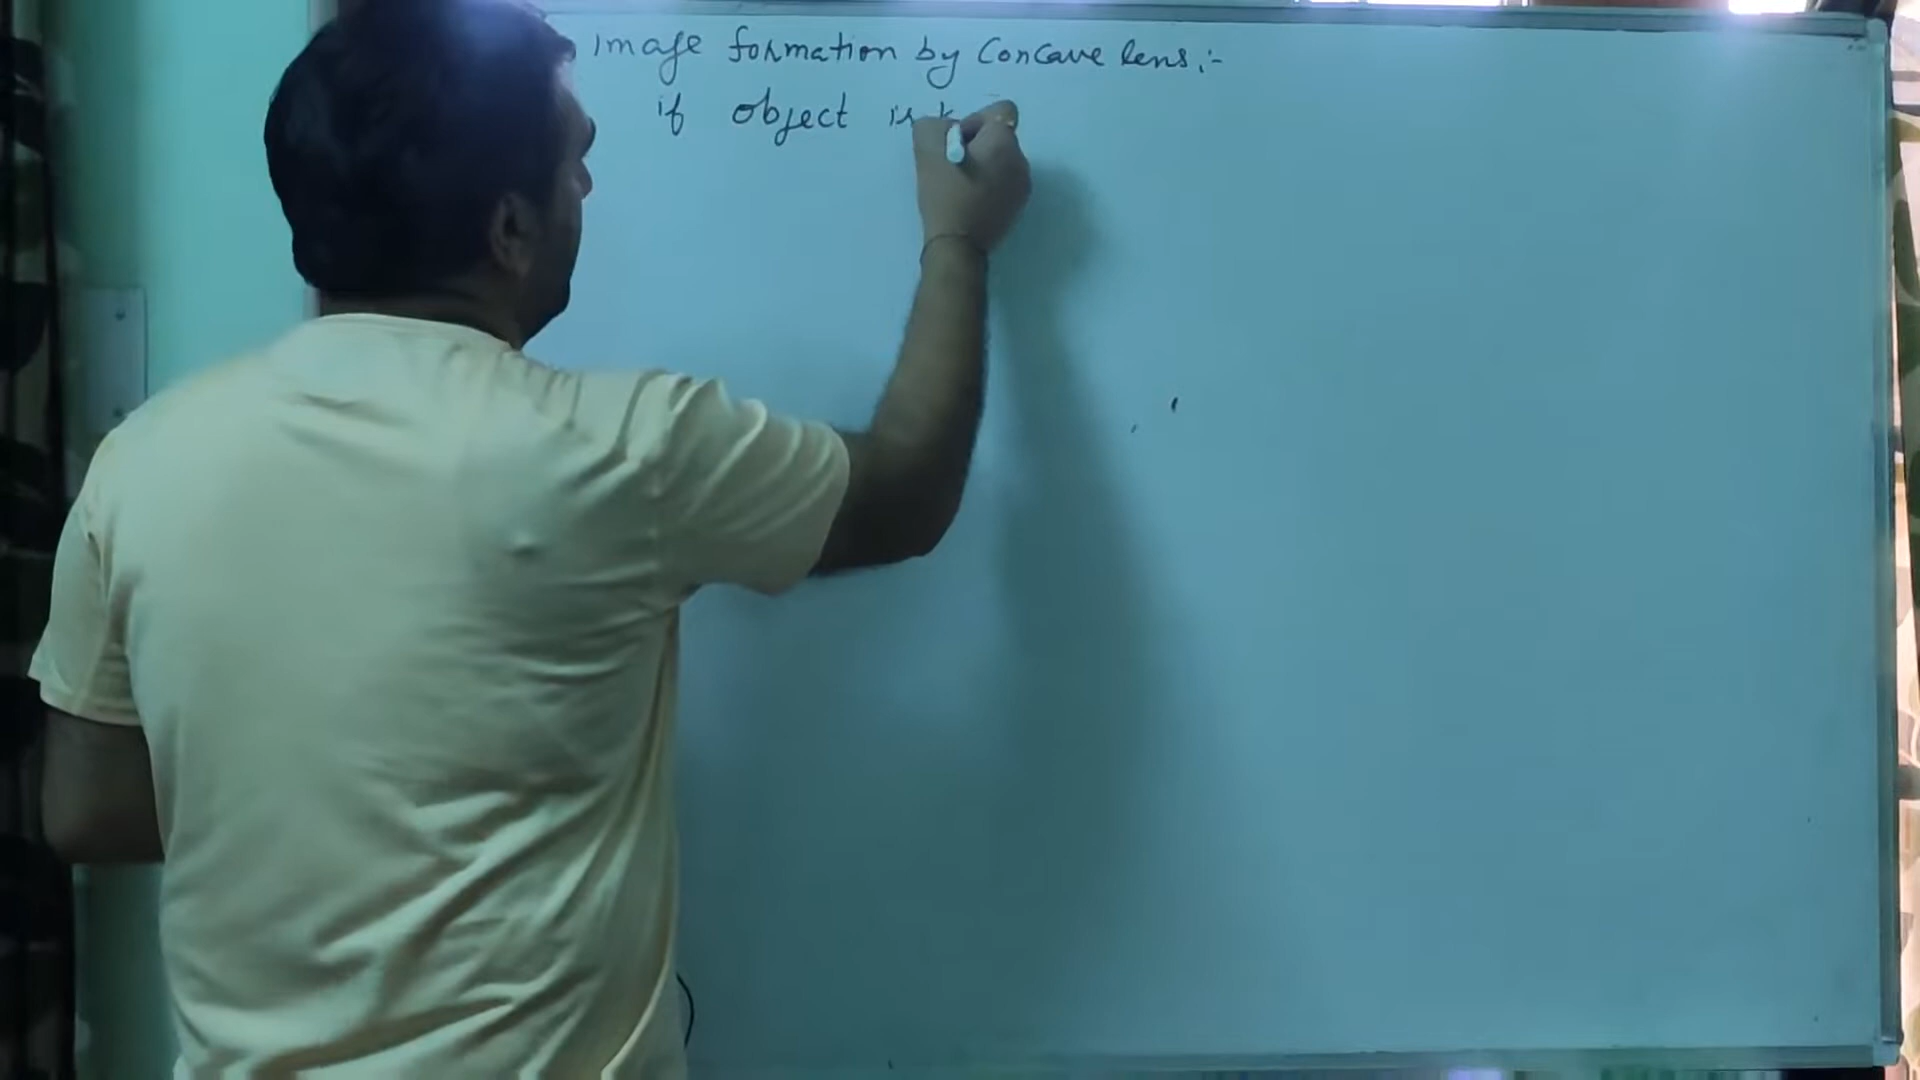 Image formation by Concave lens :-
if object is